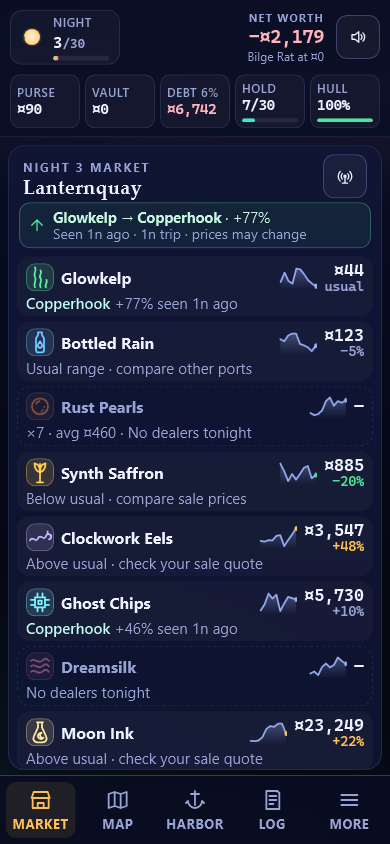 NIGHT
3/30
NET WORTH
−¤2,179
Bilge Rat at ¤0
PURSE
¤90
VAULT
¤0
DEBT 6%
¤6,742
HOLD
7/30
HULL
100%
NIGHT 3 MARKET
Lanternquay
Glowkelp → Copperhook · +77%
Seen 1n ago · 1n trip · prices may change
Glowkelp
¤44
usual
Copperhook +77% seen 1n ago
Bottled Rain
¤123
−5%
Usual range · compare other ports
Rust Pearls
—
×7 · avg ¤460 · No dealers tonight
Synth Saffron
¤885
−20%
Below usual · compare sale prices
Clockwork Eels
¤3,547
+48%
Above usual · check your sale quote
Ghost Chips
¤5,730
+10%
Copperhook +46% seen 1n ago
Dreamsilk
—
No dealers tonight
Moon Ink
¤23,249
+22%
Above usual · check your sale quote
MARKET
MAP
HARBOR
LOG
MORE